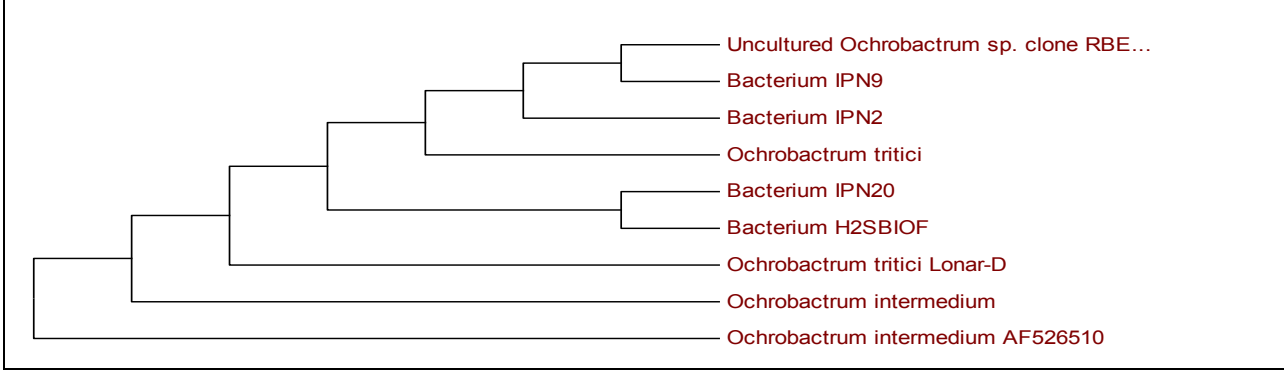 Uncultured Ochrobactrum sp. clone RBE...
Bacterium IPN9
Bacterium IPN2
Ochrobactrum tritici
Bacterium IPN20
Bacterium H2SBIOF
Ochrobactrum tritici Lonar-D
Ochrobactrum intermedium
Ochrobactrum intermedium AF526510